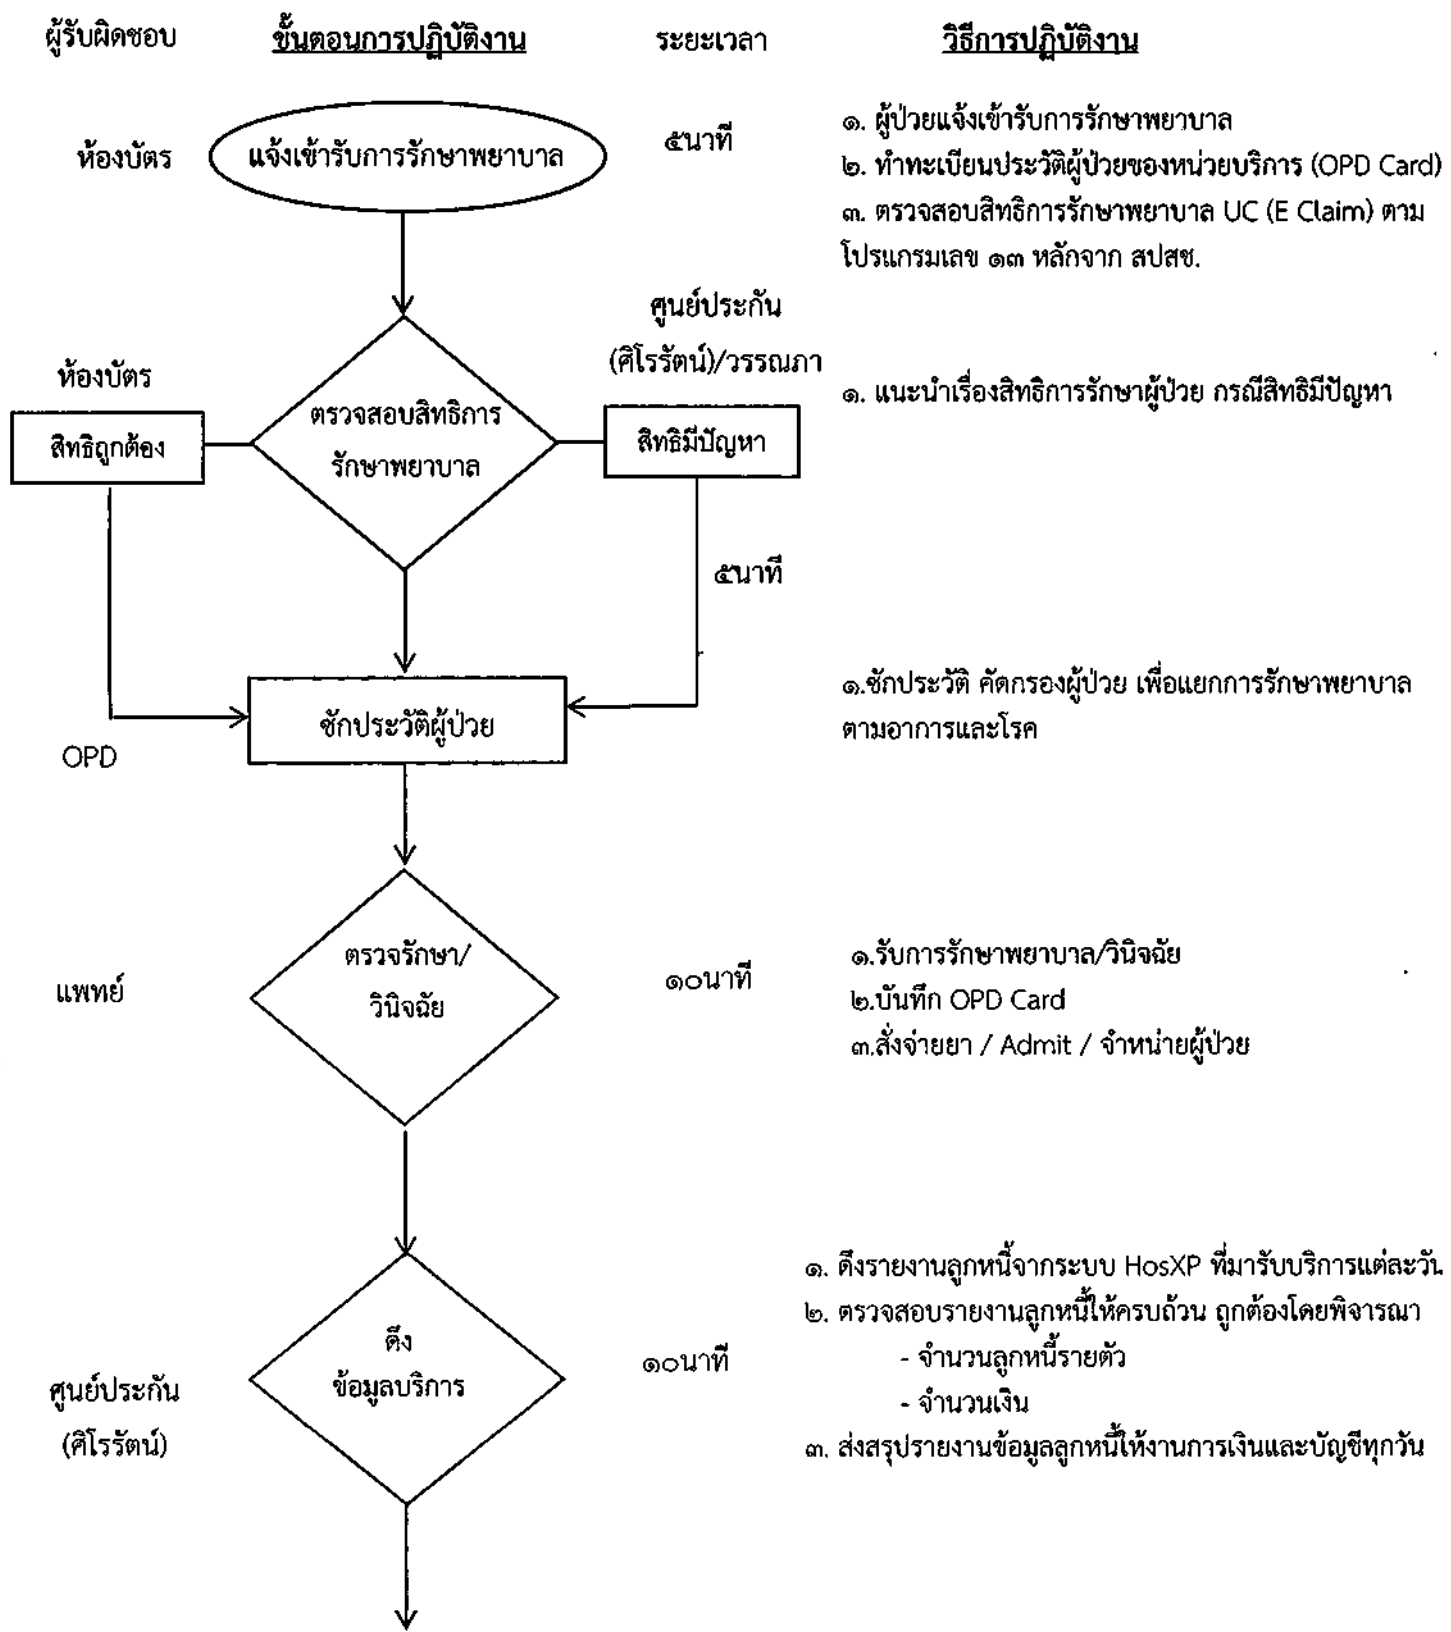 ผู้รับผิดชอบ ขั้นตอนการปฏิบัติงาน ระยะเวลา วิธีการปฏิบัติงาน
ห้องบัตร
แจ้งเข้ารับการรักษาพยาบาล
๕นาที
๑. ผู้ป่วยแจ้งเข้ารับการรักษาพยาบาล
๒. ทำทะเบียนประวัติผู้ป่วยของหน่วยบริการ (OPD Card)
๓. ตรวจสอบสิทธิการรักษาพยาบาล UC (E Claim) ตาม
โปรแกรมเลข ๑๓ หลักจาก สปสช.
ห้องบัตร
สิทธิถูกต้อง
ตรวจสอบสิทธิการ
รักษาพยาบาล
ศูนย์ประกัน
(ศิโรรัตน์)/วรรณภา
สิทธิมีปัญหา
๑. แนะนำเรื่องสิทธิการรักษาผู้ป่วย กรณีสิทธิมีปัญหา
๕นาที
OPD
ซักประวัติผู้ป่วย
๑.ซักประวัติ คัดกรองผู้ป่วย เพื่อแยกการรักษาพยาบาล
ตามอาการและโรค
แพทย์
ตรวจรักษา/
วินิจฉัย
๑๐นาที
๑.รับการรักษาพยาบาล/วินิจฉัย
๒.บันทึก OPD Card
๓.สั่งจ่ายยา / Admit / จำหน่ายผู้ป่วย
ศูนย์ประกัน
(ศิโรรัตน์)
ดึง
ข้อมูลบริการ
๑๐นาที
๑. ดึงรายงานลูกหนี้จากระบบ HosXP ที่มารับบริการแต่ละวัน
๒. ตรวจสอบรายงานลูกหนี้ให้ครบถ้วน ถูกต้องโดยพิจารณา
- จำนวนลูกหนี้รายตัว
- จำนวนเงิน
๓. ส่งสรุปรายงานข้อมูลลูกหนี้ให้งานการเงินและบัญชีทุกวัน